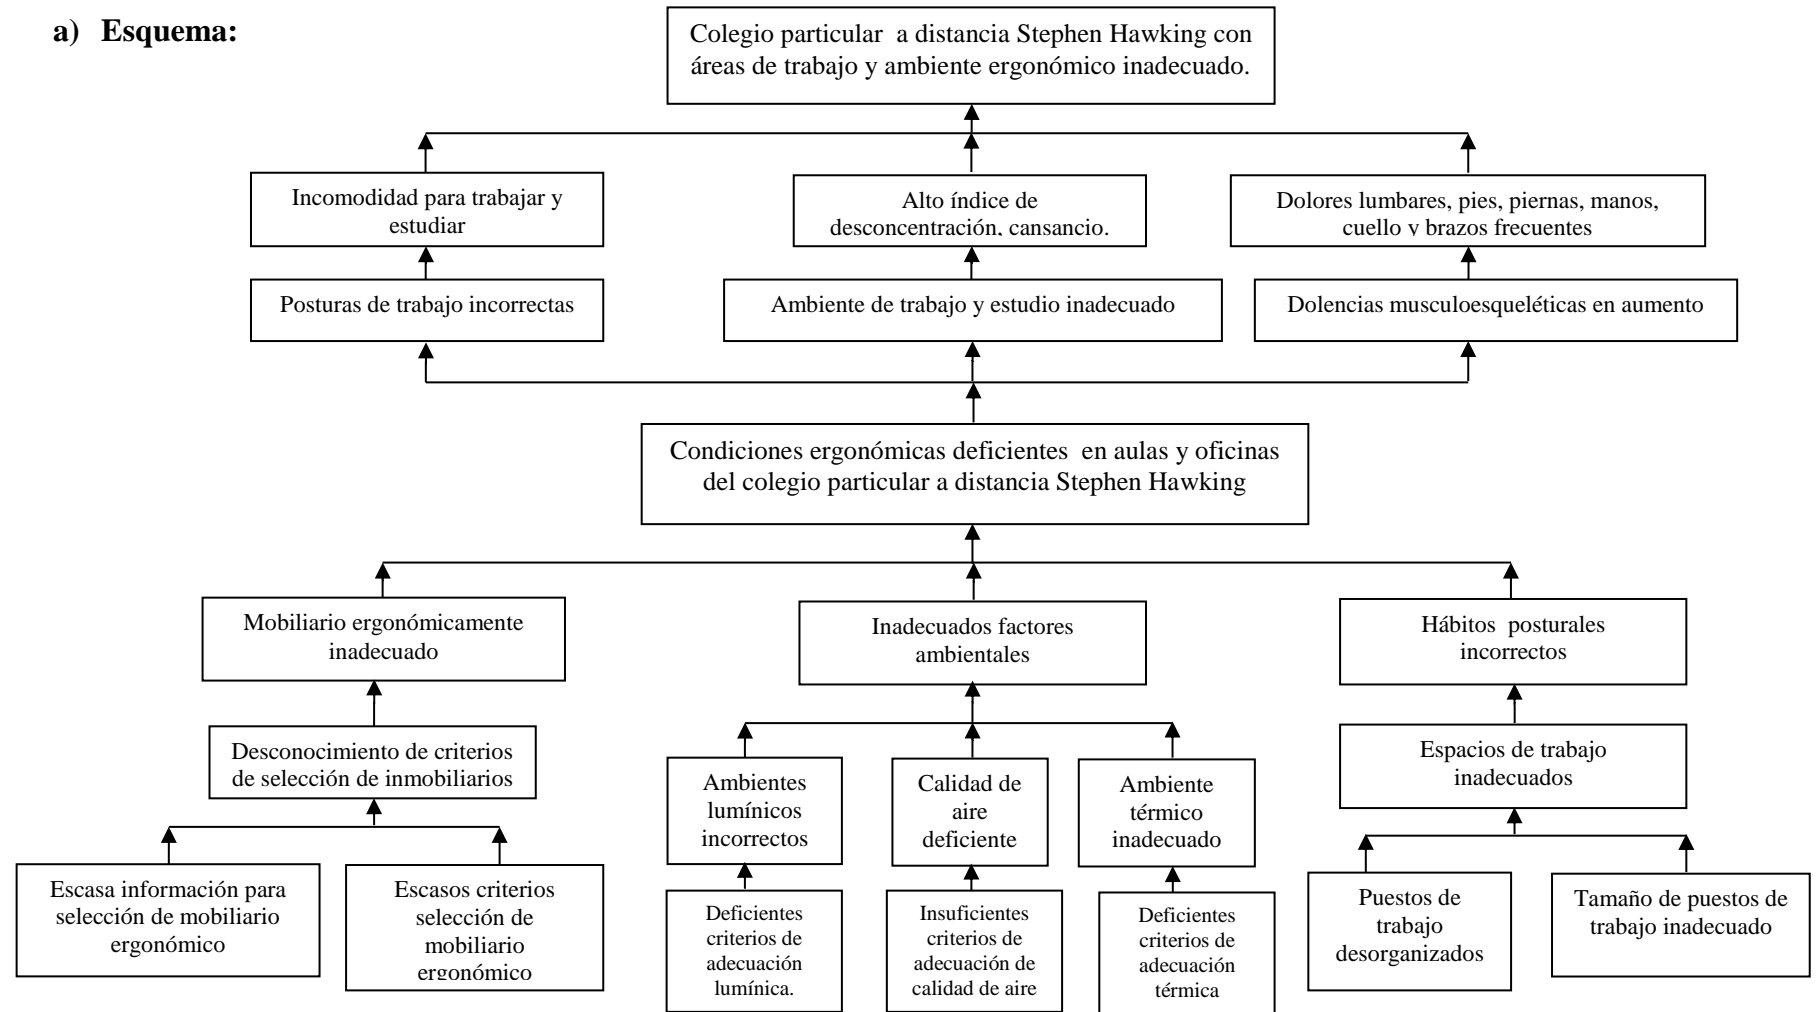 a) Esquema:
Colegio particular a distancia Stephen Hawking con
áreas de trabajo y ambiente ergonómico inadecuado.
Incomodidad para trabajar y
estudiar
Alto índice de
desconcentración, cansancio.
Dolores lumbares, pies, piernas, manos,
cuello y brazos frecuentes
Posturas de trabajo incorrectas
Ambiente de trabajo y estudio inadecuado
Dolencias musculoesqueléticas en aumento
Condiciones ergonómicas deficientes en aulas y oficinas
del colegio particular a distancia Stephen Hawking
Mobiliario ergonómicamente
inadecuado
Inadecuados factores
ambientales
Hábitos posturales
incorrectos
Desconocimiento de criterios
de selección de inmobiliarios
Ambientes
lumínicos
incorrectos
Calidad de
aire
deficiente
Ambiente
térmico
inadecuado
Espacios de trabajo
inadecuados
Escasa información para
selección de mobiliario
ergonómico
Escasos criterios
selección de
mobiliario
ergonómico
Deficientes
criterios de
adecuación
lumínica.
Insuficientes
criterios de
adecuación de
calidad de aire
Deficientes
criterios de
adecuación
térmica
Puestos de
trabajo
desorganizados
Tamaño de puestos de
trabajo inadecuado